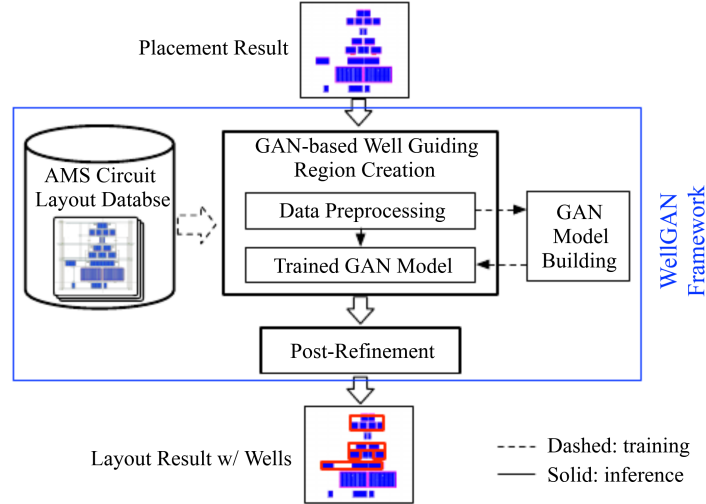 Placement Result
AMS Circuit
Layout Databse
GAN-based Well Guiding
Region Creation
Data Preprocessing
Trained GAN Model
GAN
Model
Building
WellGAN
Framework
Post-Refinement
Layout Result w/ Wells
Dashed: training
Solid: inference